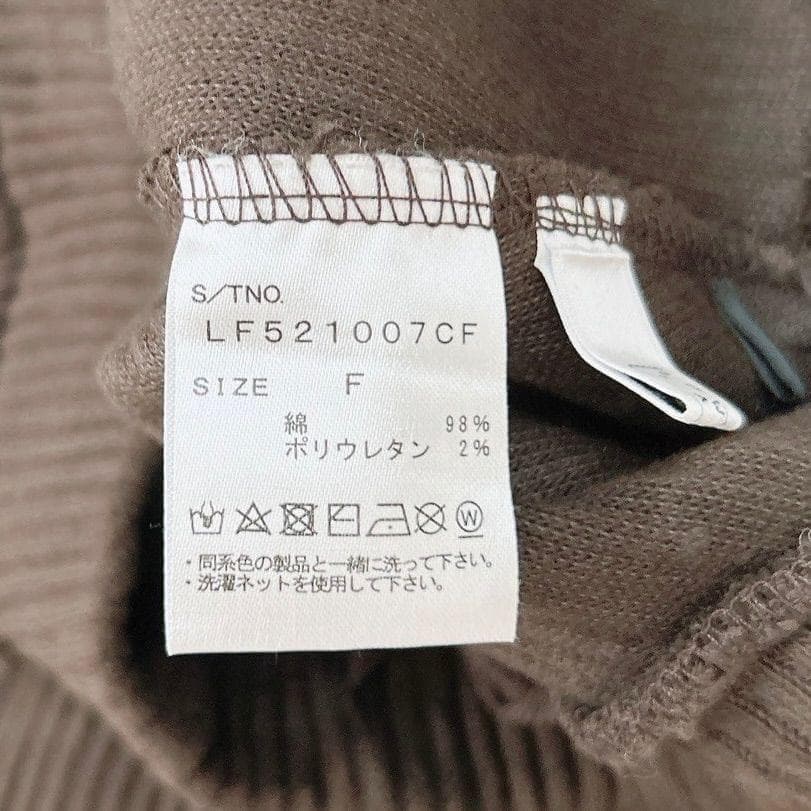 S/TNO.
LF521007CF
SIZE F
綿 98%
ポリウレタン 2%
W
・同系色の製品と一緒に洗って下さい。
・洗濯ネットを使用して下さい。